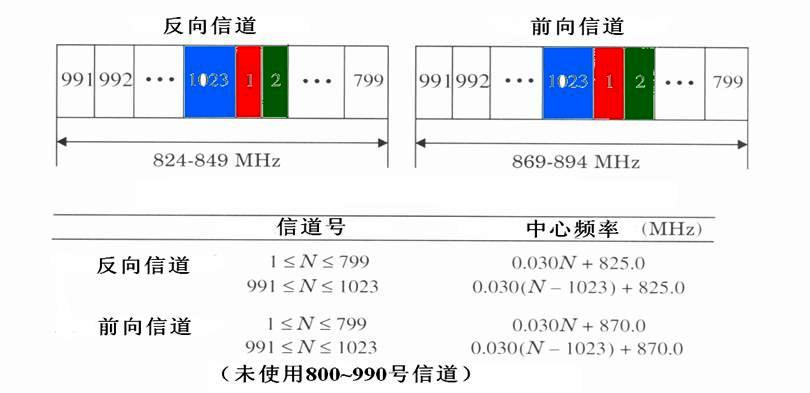 反向信道 前向信道
991 992 ··· 1023 1 2 ··· 799 991 992 ··· 1023 1 2 ··· 799
824-849 MHz 869-894 MHz
信道号 中心频率 (MHz)
反向信道 1 ≤ N ≤ 799 0.030N + 825.0
991 ≤ N ≤ 1023 0.030(N − 1023) + 825.0
前向信道 1 ≤ N ≤ 799 0.030N + 870.0
991 ≤ N ≤ 1023 0.030(N − 1023) + 870.0
（未使用800~990号信道）